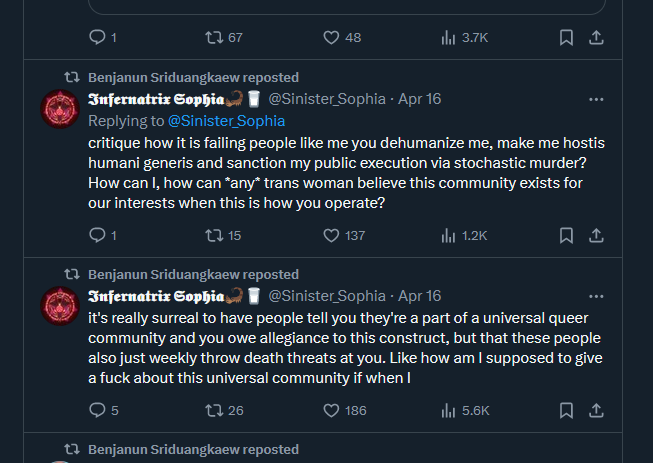 1 67 48 3.7K
Benjanun Sriduangkaew reposted
𝕴𝖓𝖋𝖊𝖗𝖓𝖆𝖙𝖗𝖎𝖝 𝕾𝖔𝖕𝖍𝖎𝖆🦂🥛 @Sinister_Sophia · Apr 16
Replying to @Sinister_Sophia
critique how it is failing people like me you dehumanize me, make me hostis
humani generis and sanction my public execution via stochastic murder?
How can I, how can *any* trans woman believe this community exists for
our interests when this is how you operate?
1 15 137 1.2K
Benjanun Sriduangkaew reposted
𝕴𝖓𝖋𝖊𝖗𝖓𝖆𝖙𝖗𝖎𝖝 𝕾𝖔𝖕𝖍𝖎𝖆🦂🥛 @Sinister_Sophia · Apr 16
it's really surreal to have people tell you they're a part of a universal queer
community and you owe allegiance to this construct, but that these people
also just weekly throw death threats at you. Like how am I supposed to give
a fuck about this universal community if when I
5 26 186 5.6K
Benjanun Sriduangkaew reposted